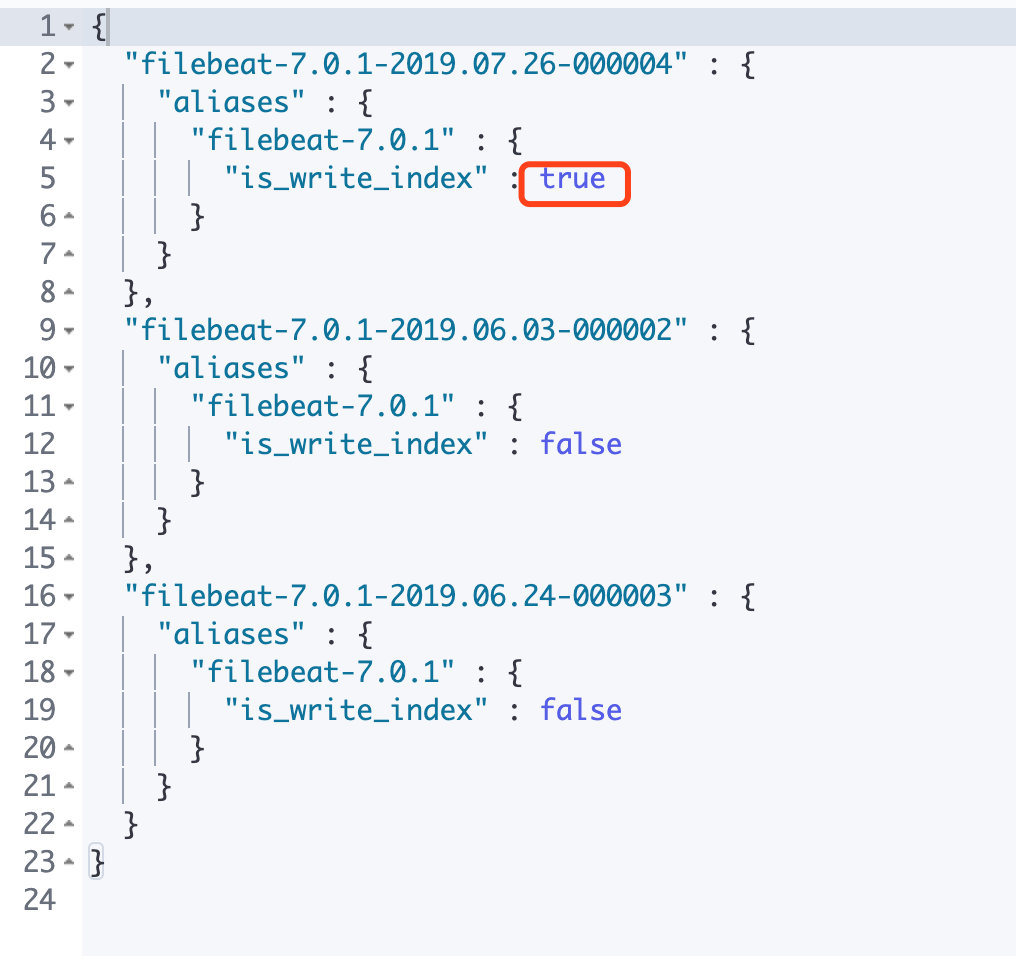 1 {
2 "filebeat-7.0.1-2019.07.26-000004" : {
3 "aliases" : {
4 "filebeat-7.0.1" : {
5 "is_write_index" : true
6 }
7 }
8 },
9 "filebeat-7.0.1-2019.06.03-000002" : {
10 "aliases" : {
11 "filebeat-7.0.1" : {
12 "is_write_index" : false
13 }
14 }
15 },
16 "filebeat-7.0.1-2019.06.24-000003" : {
17 "aliases" : {
18 "filebeat-7.0.1" : {
19 "is_write_index" : false
20 }
21 }
22 }
23 }
24